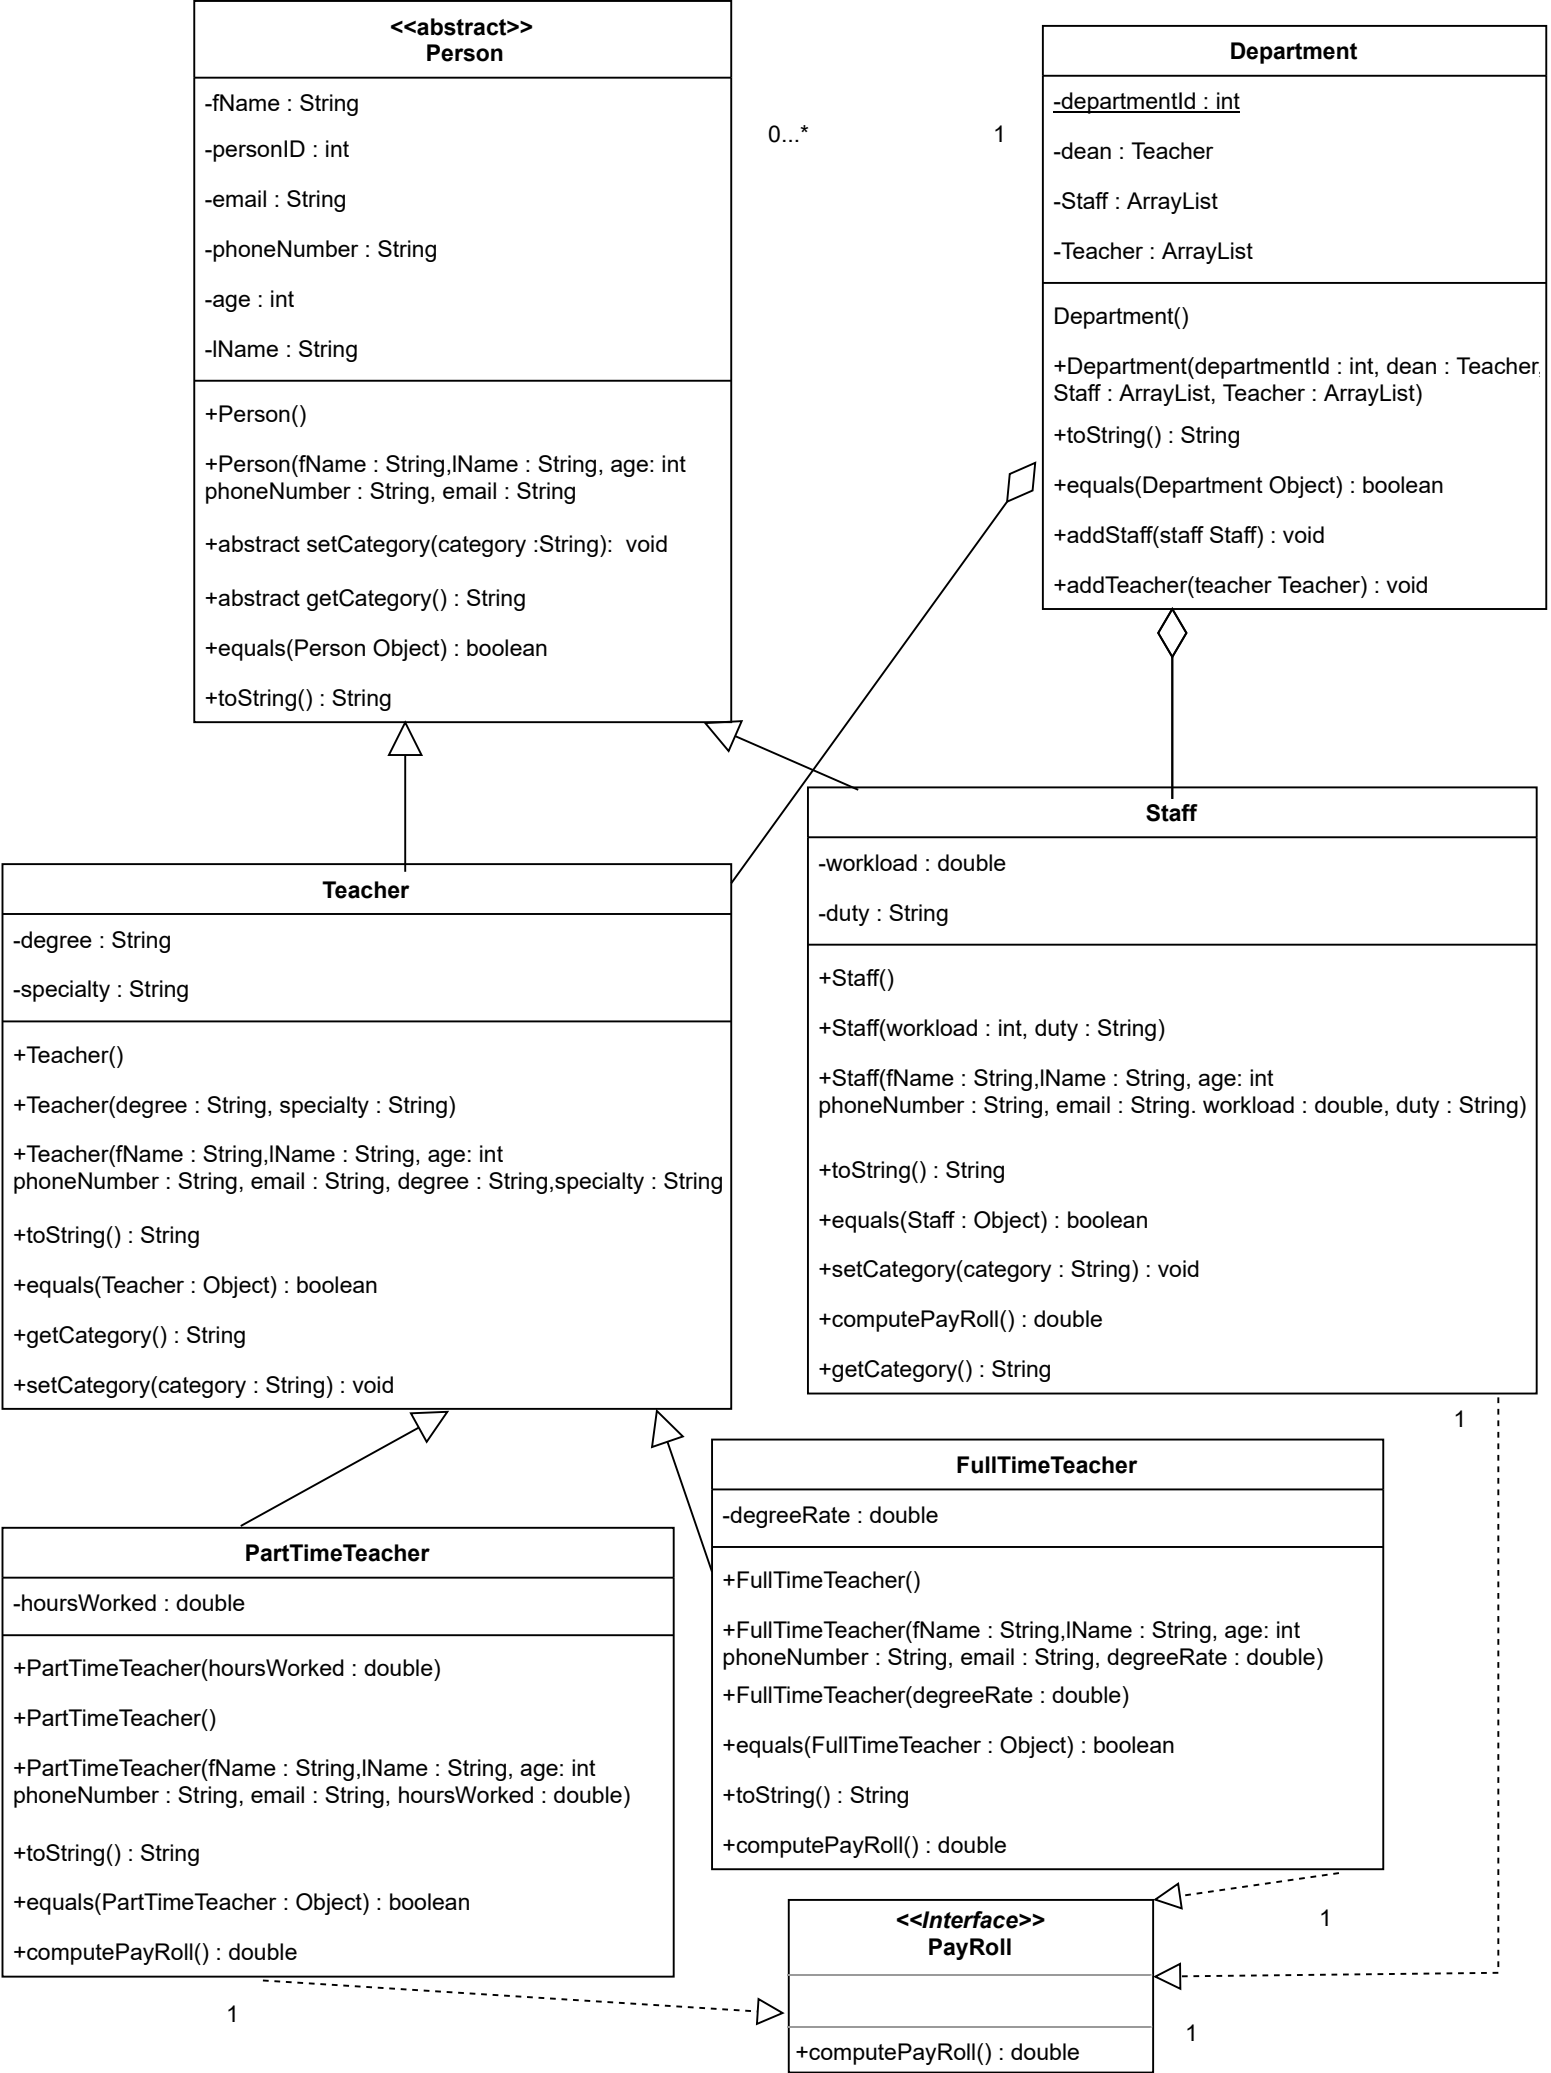 <<abstract>>
Person
-fName : String
-personID : int
-email : String
-phoneNumber : String
-age : int
-lName : String
+Person()
+Person(fName : String,lName : String, age: int
phoneNumber : String, email : String
+abstract setCategory(category :String):  void
+abstract getCategory() : String
+equals(Person Object) : boolean
+toString() : String
0...*
1
Department
-departmentId : int
-dean : Teacher
-Staff : ArrayList
-Teacher : ArrayList
Department()
+Department(departmentId : int, dean : Teacher,
Staff : ArrayList, Teacher : ArrayList)
+toString() : String
+equals(Department Object) : boolean
+addStaff(staff Staff) : void
+addTeacher(teacher Teacher) : void
Teacher
-degree : String
-specialty : String
+Teacher()
+Teacher(degree : String, specialty : String)
+Teacher(fName : String,lName : String, age: int
phoneNumber : String, email : String, degree : String,specialty : String
+toString() : String
+equals(Teacher : Object) : boolean
+getCategory() : String
+setCategory(category : String) : void
Staff
-workload : double
-duty : String
+Staff()
+Staff(workload : int, duty : String)
+Staff(fName : String,lName : String, age: int
phoneNumber : String, email : String. workload : double, duty : String)
+toString() : String
+equals(Staff : Object) : boolean
+setCategory(category : String) : void
+computePayRoll() : double
+getCategory() : String
1
PartTimeTeacher
-hoursWorked : double
+PartTimeTeacher(hoursWorked : double)
+PartTimeTeacher()
+PartTimeTeacher(fName : String,lName : String, age: int
phoneNumber : String, email : String, hoursWorked : double)
+toString() : String
+equals(PartTimeTeacher : Object) : boolean
+computePayRoll() : double
1
FullTimeTeacher
-degreeRate : double
+FullTimeTeacher()
+FullTimeTeacher(fName : String,lName : String, age: int
phoneNumber : String, email : String, degreeRate : double)
+FullTimeTeacher(degreeRate : double)
+equals(FullTimeTeacher : Object) : boolean
+toString() : String
+computePayRoll() : double
1
<<Interface>>
PayRoll
+computePayRoll() : double
1